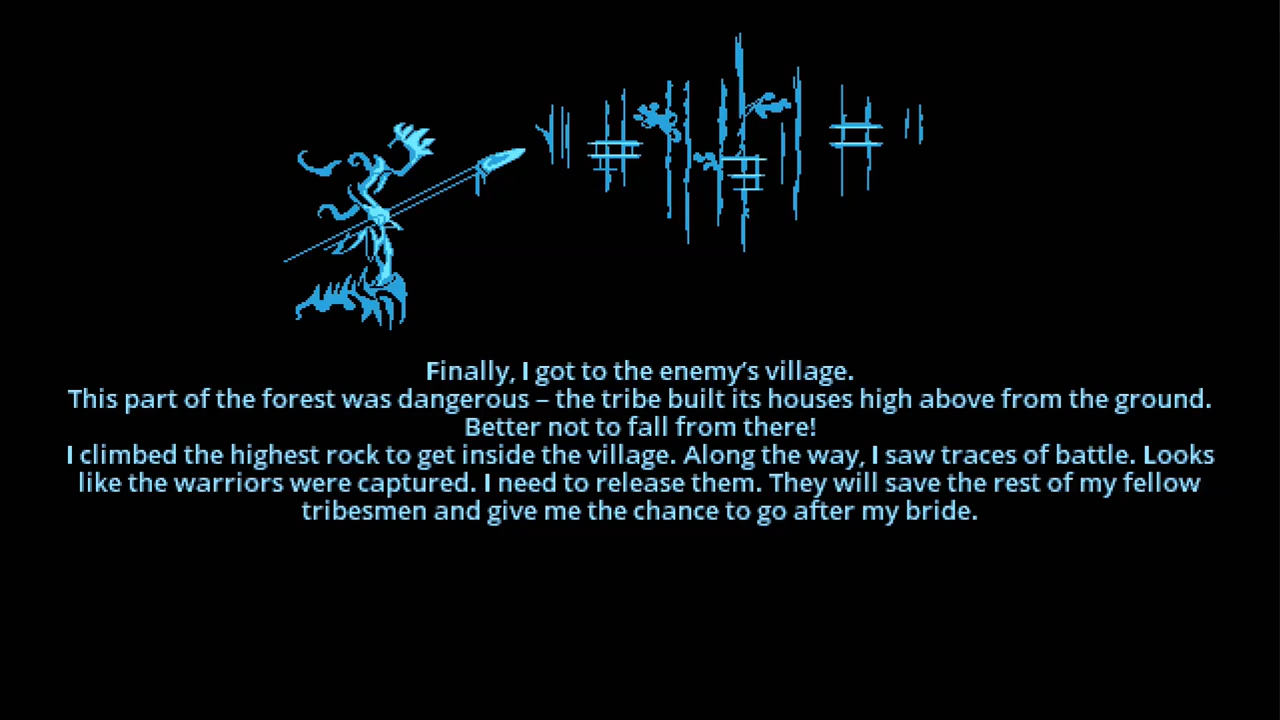 Finally, I got to the enemy’s village.
This part of the forest was dangerous – the tribe built its houses high above from the ground.
Better not to fall from there!
I climbed the highest rock to get inside the village. Along the way, I saw traces of battle. Looks
like the warriors were captured. I need to release them. They will save the rest of my fellow
tribesmen and give me the chance to go after my bride.